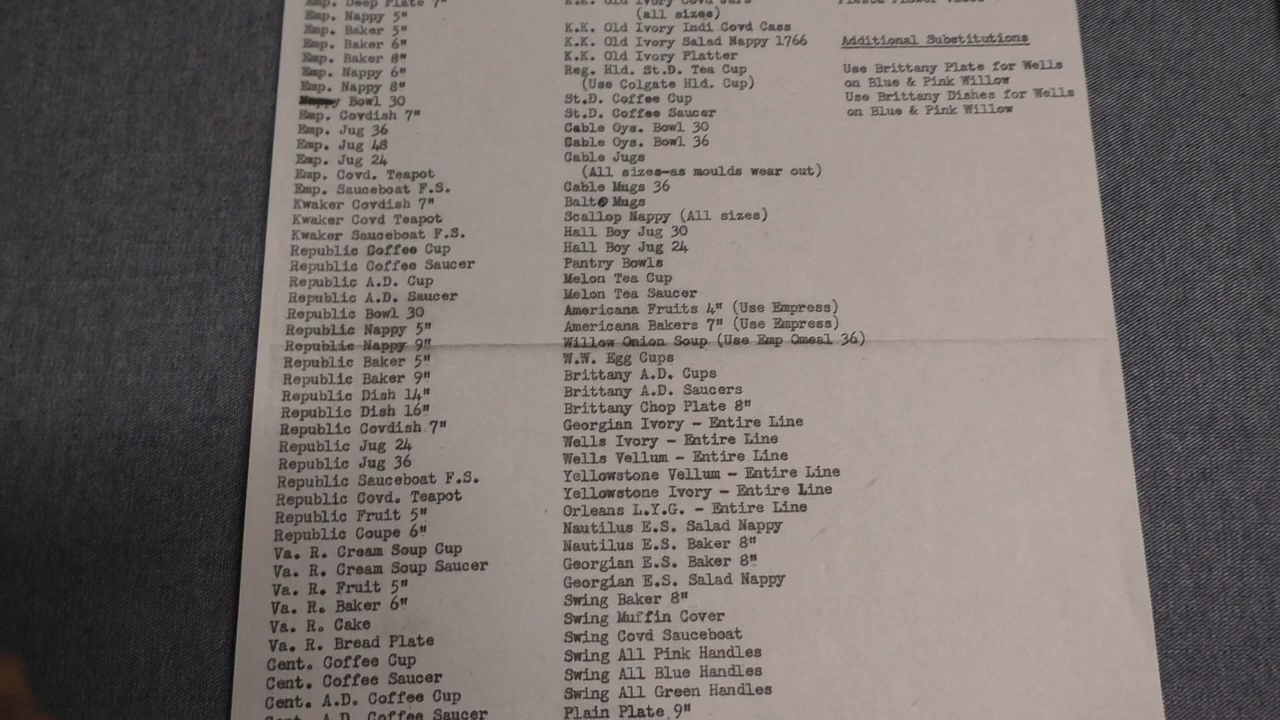 Emp. Deep Plate 7"
Emp. Nappy 5"
Emp. Baker 5"
Emp. Baker 6"
Emp. Baker 8"
Emp. Nappy 6"
Emp. Nappy 8"
Bowl 30
Emp. Covdish 7"
Emp. Jug 36
Emp. Jug 48
Emp. Jug 24
Emp. Covd. Teapot
Emp. Sauceboat F.S.
Kwaker Covdish 7"
Kwaker Covd Teapot
Kwaker Sauceboat F.S.
Republic Coffee Cup
Republic Coffee Saucer
Republic A.D. Cup
Republic A.D. Saucer
Republic Bowl 30
Republic Nappy 5"
Republic Nappy 9"
Republic Baker 5"
Republic Baker 9"
Republic Dish 14"
Republic Dish 16"
Republic Covdish 7"
Republic Jug 24
Republic Jug 36
Republic Sauceboat F.S.
Republic Covd. Teapot
Republic Fruit 5"
Republic Coupe 6"
Va. R. Cream Soup Cup
Va. R. Cream Soup Saucer
Va. R. Fruit 5"
Va. R. Baker 6"
Va. R. Cake
Va. R. Bread Plate
Cent. Coffee Cup
Cent. Coffee Saucer
Cent. A.D. Coffee Cup
Cent. A.D. Coffee Saucer
K.K. Old Ivory Covd Jars
(all sizes)
K.K. Old Ivory Indi Covd Cass
K.K. Old Ivory Salad Nappy 1766
K.K. Old Ivory Platter
Reg. Hld. St.D. Tea Cup
(Use Colgate Hld. Cup)
St.D. Coffee Cup
St.D. Coffee Saucer
Cable Oys. Bowl 30
Cable Oys. Bowl 36
Cable Jugs
(All sizes-as moulds wear out)
Cable Mugs 36
Balto Mugs
Scallop Nappy (All sizes)
Hall Boy Jug 30
Hall Boy Jug 24
Pantry Bowls
Melon Tea Cup
Melon Tea Saucer
Americana Fruits 4" (Use Empress)
Americana Bakers 7" (Use Empress)
Willow Onion Soup (Use Emp Omeal 36)
W.W. Egg Cups
Brittany A.D. Cups
Brittany A.D. Saucers
Brittany Chop Plate 8"
Georgian Ivory - Entire Line
Wells Ivory - Entire Line
Wells Vellum - Entire Line
Yellowstone Vellum - Entire Line
Yellowstone Ivory - Entire Line
Orleans L.Y.G. - Entire Line
Nautilus E.S. Salad Nappy
Nautilus E.S. Baker 8"
Georgian E.S. Baker 8"
Georgian E.S. Salad Nappy
Swing Baker 8"
Swing Muffin Cover
Swing Covd Sauceboat
Swing All Pink Handles
Swing All Blue Handles
Swing All Green Handles
Plain Plate 9"
Additional Substitutions
Use Brittany Plate for Wells
on Blue & Pink Willow
Use Brittany Dishes for Wells
on Blue & Pink Willow